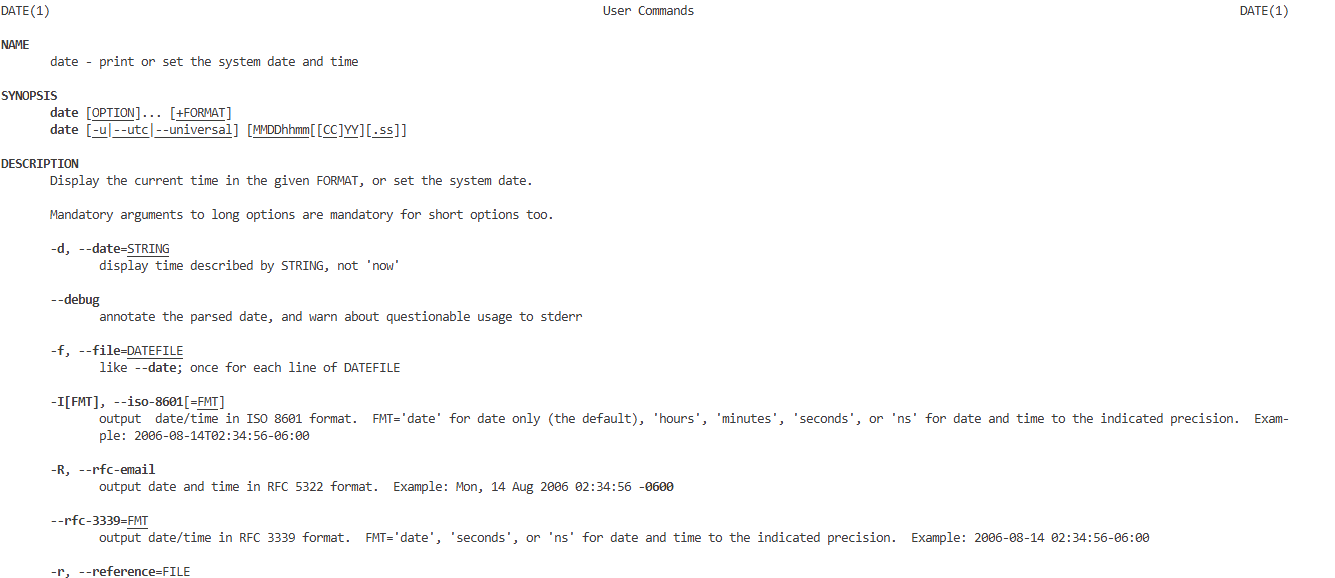 DATE(1) User Commands DATE(1)
NAME
date - print or set the system date and time
SYNOPSIS
date [OPTION]... [+FORMAT]
date [-u|--utc|--universal] [MMDDhhmm[[CC]YY][.ss]]
DESCRIPTION
Display the current time in the given FORMAT, or set the system date.
Mandatory arguments to long options are mandatory for short options too.
-d, --date=STRING
display time described by STRING, not 'now'
--debug
annotate the parsed date, and warn about questionable usage to stderr
-f, --file=DATEFILE
like --date; once for each line of DATEFILE
-I[FMT], --iso-8601[=FMT]
output  date/time in ISO 8601 format.  FMT='date' for date only (the default), 'hours', 'minutes', 'seconds', or 'ns' for date and time to the indicated precision.  Exam-
ple: 2006-08-14T02:34:56-06:00
-R, --rfc-email
output date and time in RFC 5322 format.  Example: Mon, 14 Aug 2006 02:34:56 -0600
--rfc-3339=FMT
output date/time in RFC 3339 format.  FMT='date', 'seconds', or 'ns' for date and time to the indicated precision.  Example: 2006-08-14 02:34:56-06:00
-r, --reference=FILE